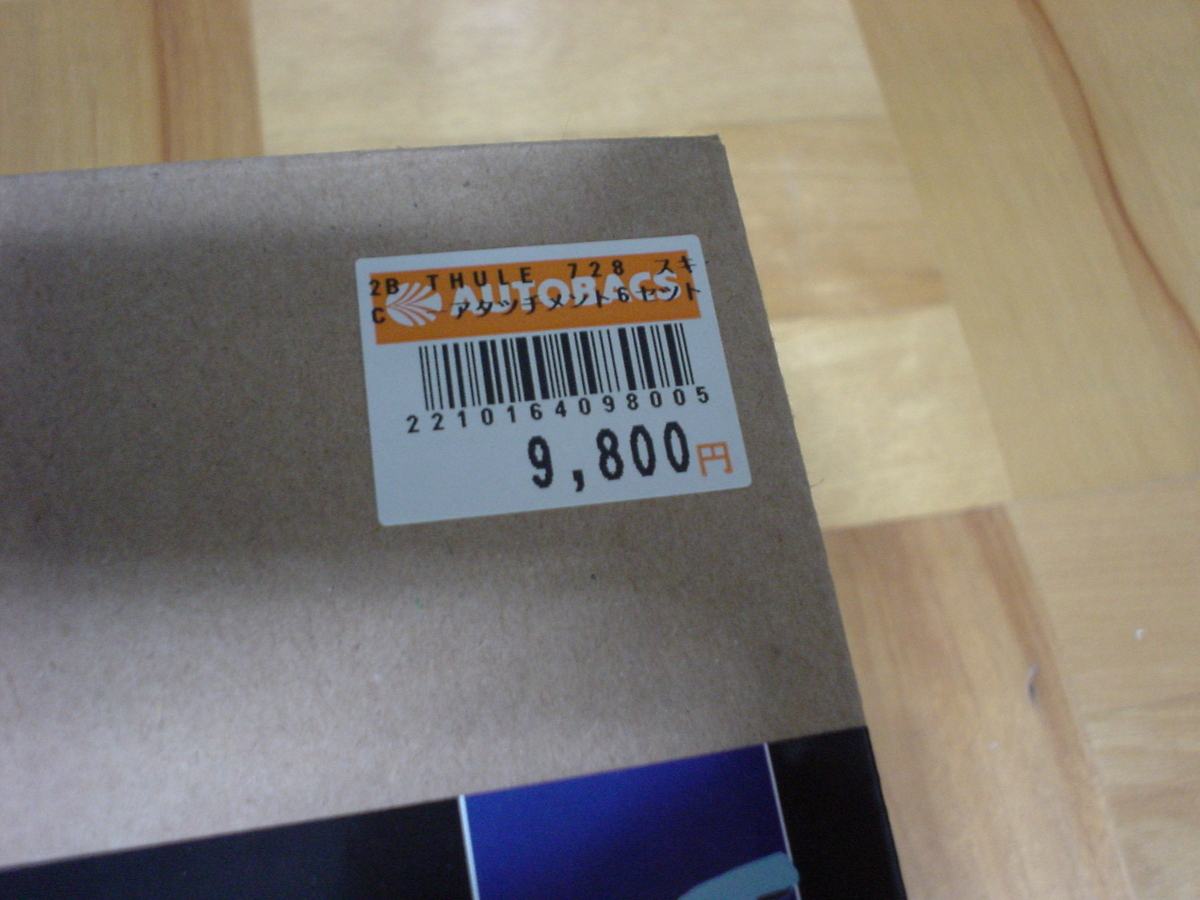 2B THULE 728 スキ
C ーアタッチメント6セット
AUTOBACS
2210164098005
9,800円